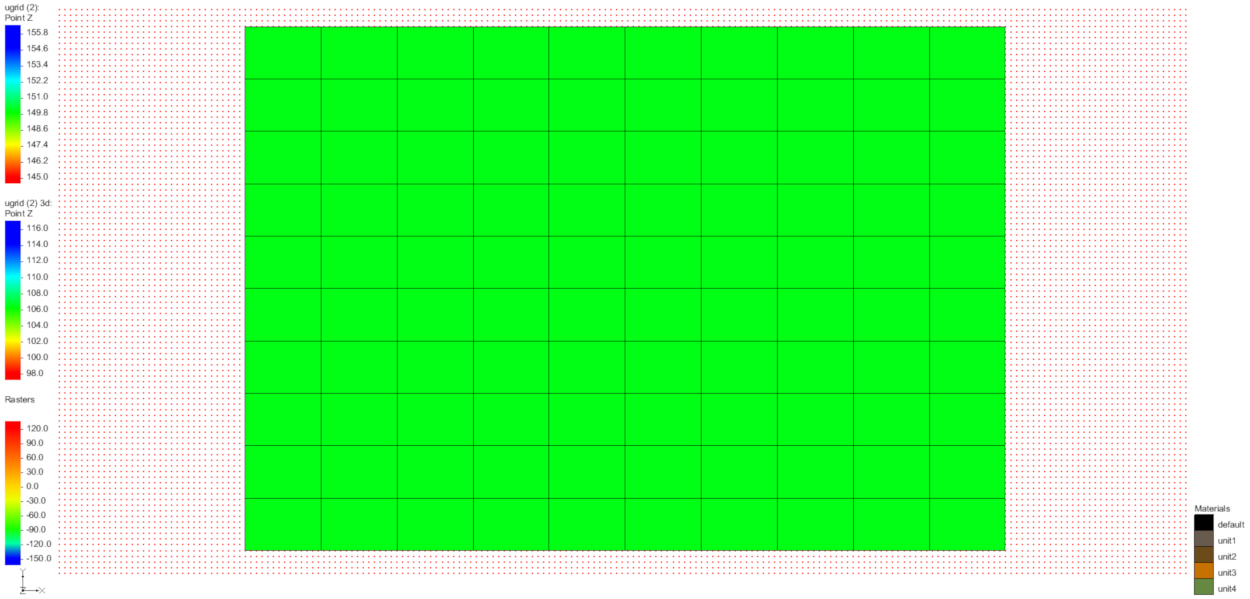 ugrid (2):
Point Z
155.8
154.6
153.4
152.2
151.0
149.8
148.6
147.4
146.2
145.0
ugrid (2) 3d:
Point Z
116.0
114.0
112.0
110.0
108.0
106.0
104.0
102.0
100.0
98.0
Rasters
120.0
90.0
60.0
30.0
0.0
-30.0
-60.0
-90.0
-120.0
-150.0
Y
Z X
Materials
default
unit1
unit2
unit3
unit4